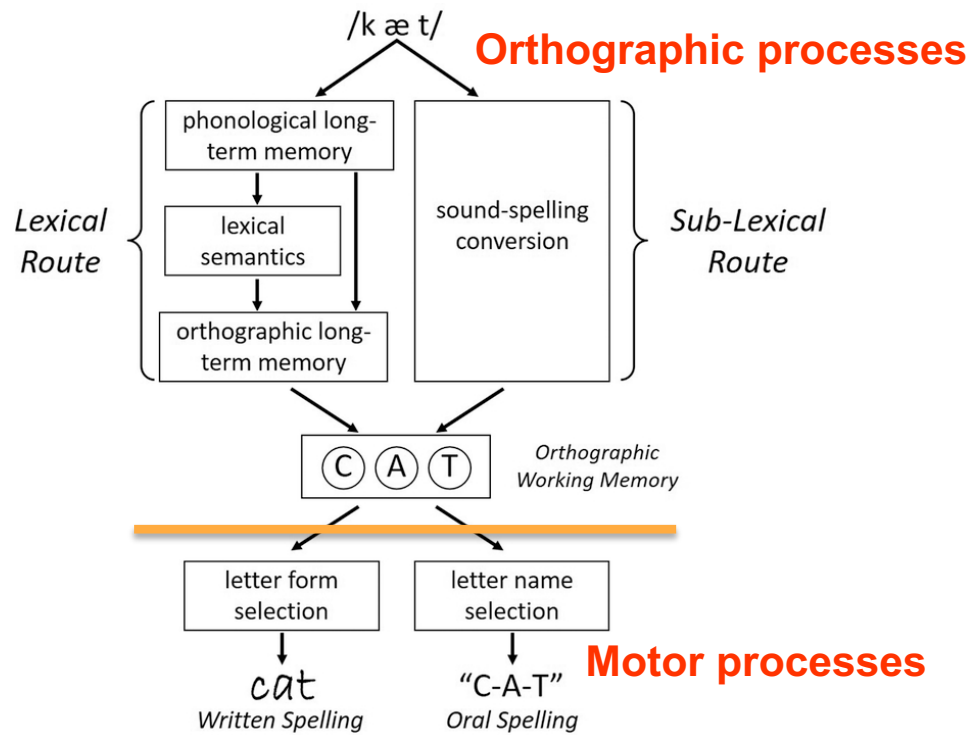 /k æ t/
Orthographic processes
phonological long-
term memory
lexical
semantics
orthographic long-
term memory
Lexical
Route
sound-spelling
conversion
Sub-Lexical
Route
C A T
Orthographic
Working Memory
letter form
selection
letter name
selection
cat
Written Spelling
"C-A-T"
Oral Spelling
Motor processes